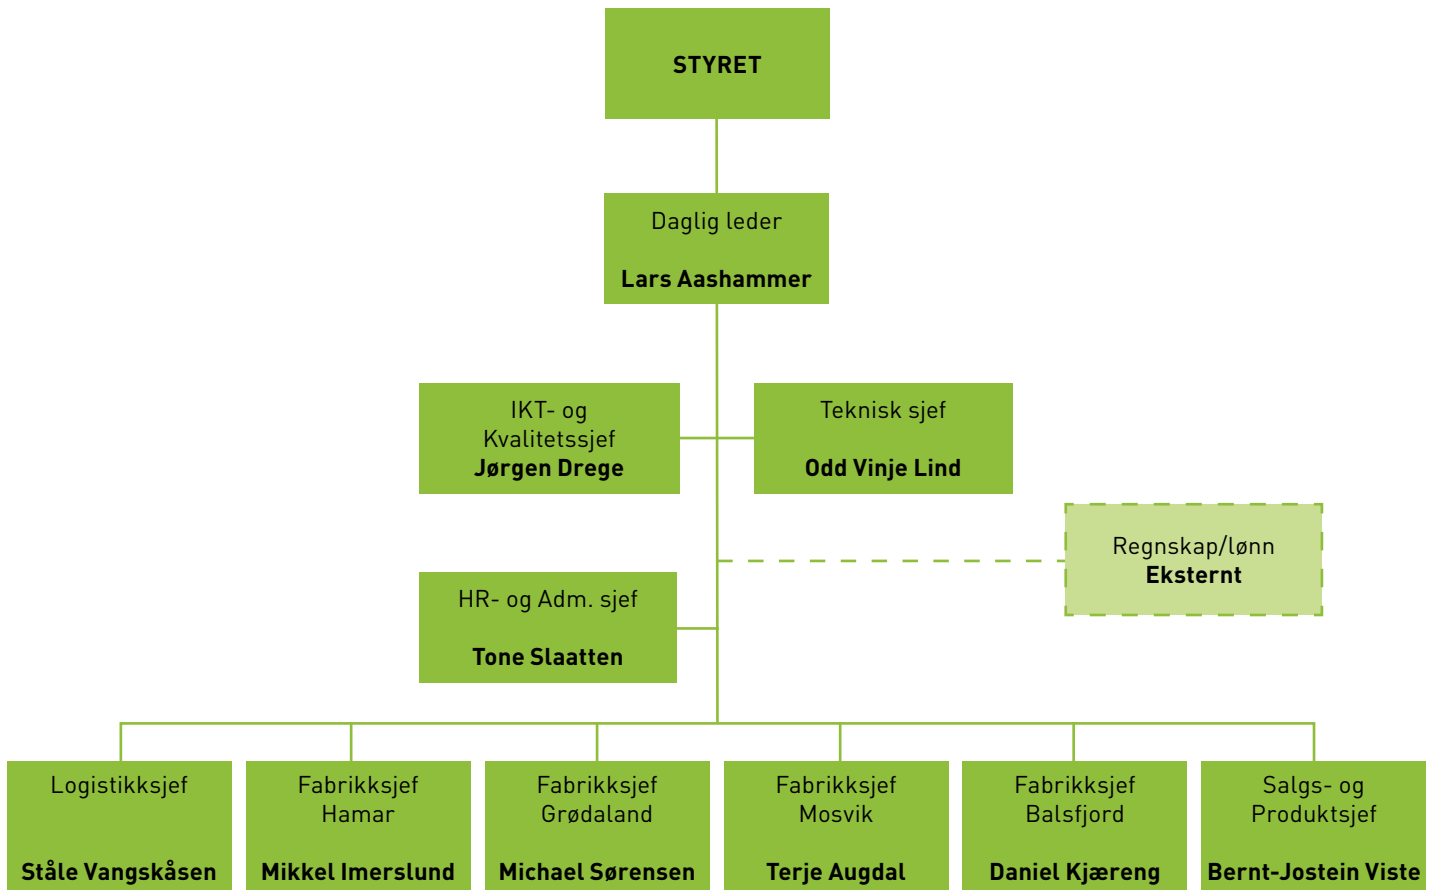 STYRET
Daglig leder
Lars Aashammer
IKT- og
Kvalitetssjef
Jørgen Drege
Teknisk sjef
Odd Vinje Lind
Regnskap/lønn
Eksternt
HR- og Adm. sjef
Tone Slaatten
Logistikksjef
Ståle Vangskåsen
Fabrikksjef
Hamar
Mikkel Imerslund
Fabrikksjef
Grødaland
Michael Sørensen
Fabrikksjef
Mosvik
Terje Augdal
Fabrikksjef
Balsfjord
Daniel Kjæreng
Salgs- og
Produktsjef
Bernt-Jostein Viste